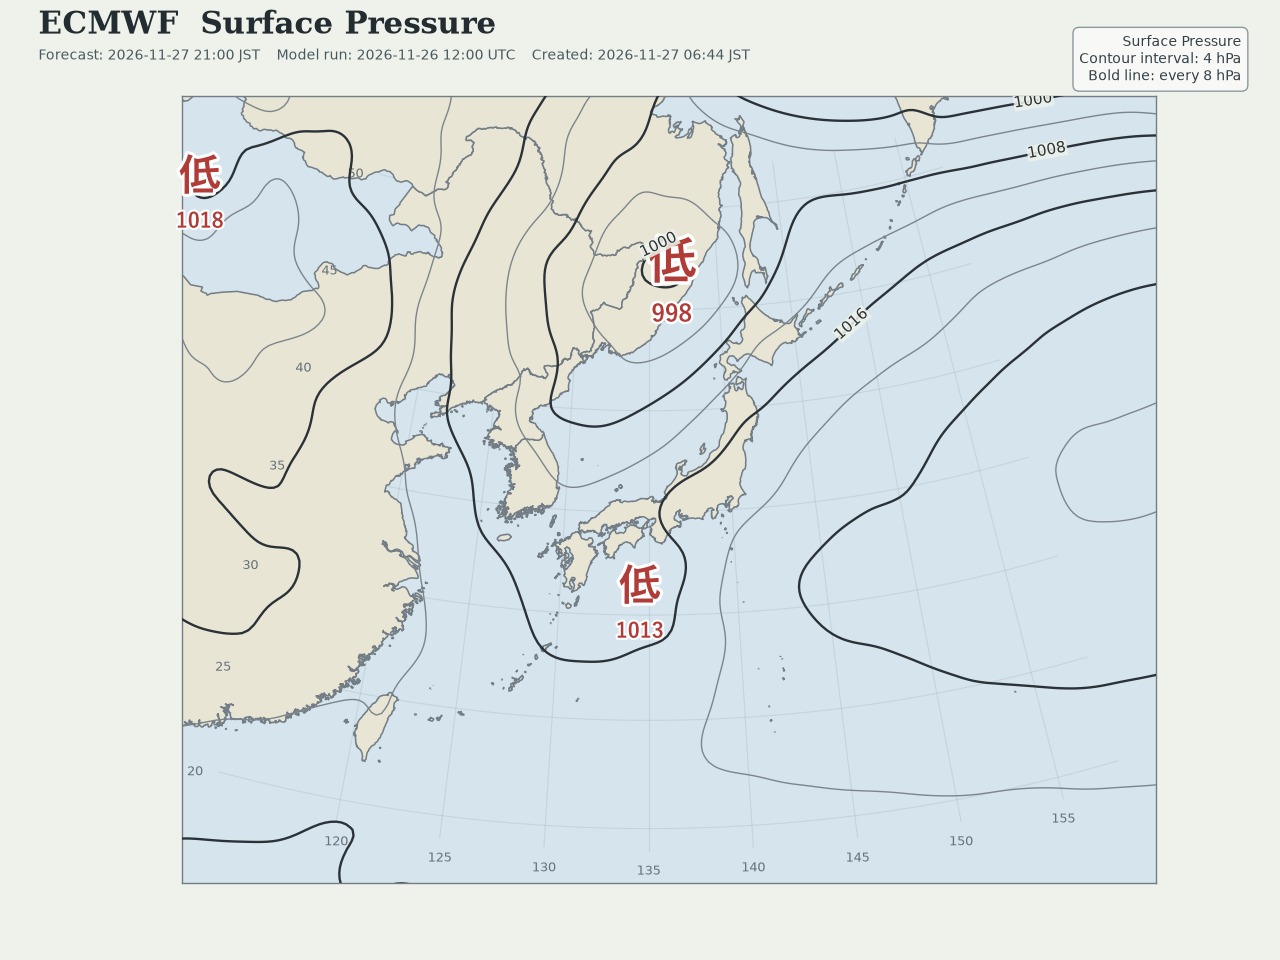 ECMWF  Surface Pressure
Forecast: 2026-11-27 21:00 JST    Model run: 2026-11-26 12:00 UTC    Created: 2026-11-27 06:44 JST
Surface Pressure
Contour interval: 4 hPa
Bold line: every 8 hPa
1000
1008
低
50
1018
1000
低
45
998
1016
40
35
30
低
1013
25
20
155
120
150
125
145
130
140
135